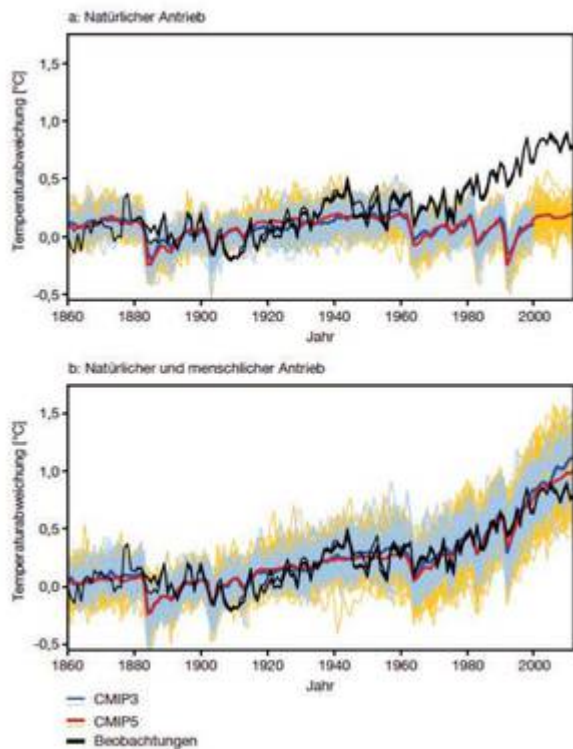 a: Natürlicher Antrieb
Temperaturabweichung [°C]
1,5
1,0
0,5
0,0
-0,5
1860 1880 1900 1920 1940 1960 1980 2000
Jahr
b: Natürlicher und menschlicher Antrieb
Temperaturabweichung [°C]
1,5
1,0
0,5
0,0
-0,5
1860 1880 1900 1920 1940 1960 1980 2000
Jahr
CMIP3
CMIP5
Beobachtungen